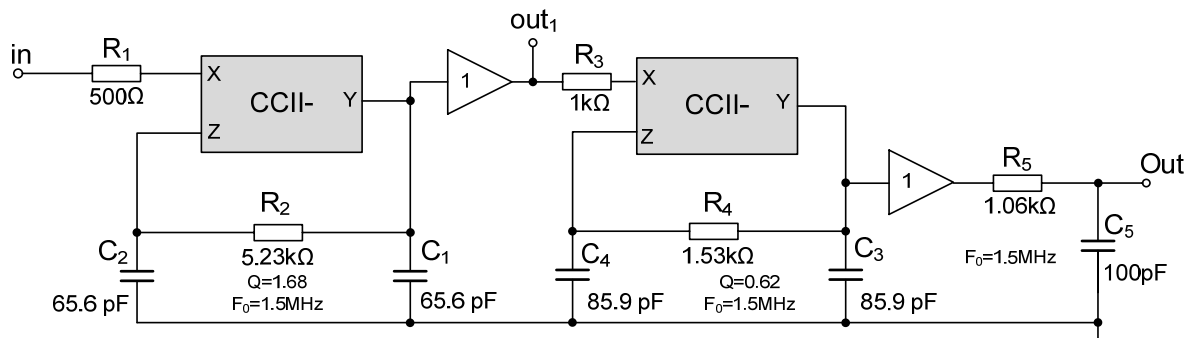 in
R1
500Ω
X
Z
CCII-
Y
1
out1
R3
1kΩ
X
Z
CCII-
Y
1
R5
1.06kΩ
Out
C2
65.6 pF
R2
5.23kΩ
Q=1.68
F0=1.5MHz
C1
65.6 pF
C4
85.9 pF
R4
1.53kΩ
Q=0.62
F0=1.5MHz
C3
85.9 pF
F0=1.5MHz
C5
100pF